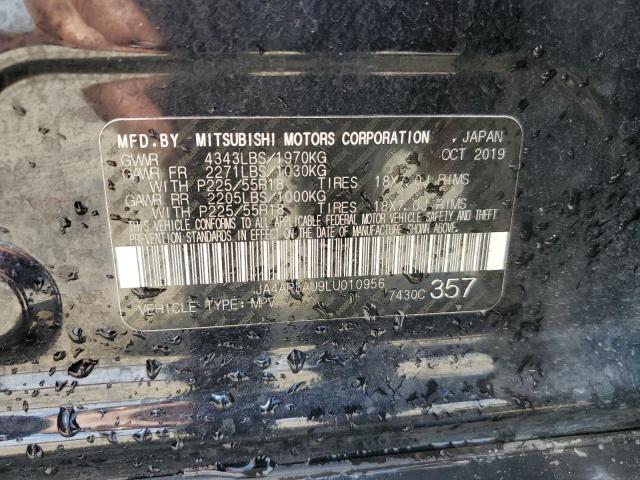 MFD.BY MITSUBISHI MOTORS CORPORATION JAPAN
GVWR 4343LBS/1970KG OCT 2019
GAWR FR 2271LBS/1030KG
WITH P225/55R18 TIRES 18X7.0J RIMS
GAWR RR 2205LBS/1000KG
WITH P225/55R18 TIRES 18X7.0J RIMS
THIS VEHICLE CONFORMS TO ALL APPLICABLE FEDERAL MOTOR VEHICLE SAFETY AND THEFT
PREVENTION STANDARDS IN EFFECT ON THE DATE OF MANUFACTURE SHOWN ABOVE.
VEHICLE TYPE: MPV 7430C 357